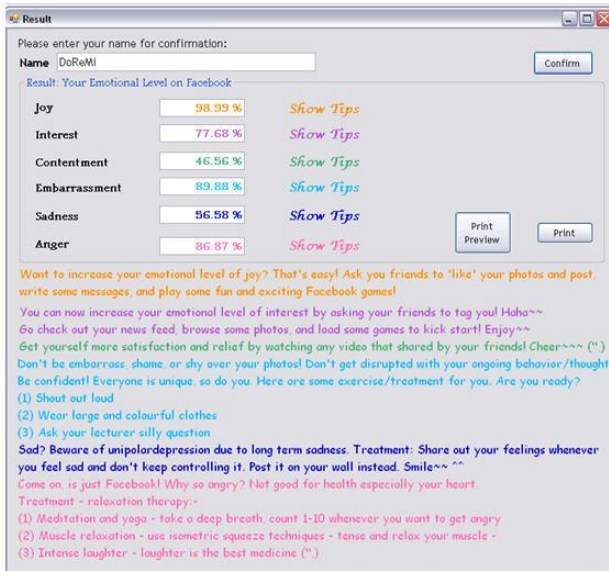 Result
Please enter your name for confirmation:
Name DoReMi Confirm
Result: Your Emotional Level on Facebook
Joy 98.99 % Show Tips
Interest 77.68 % Show Tips
Contentment 46.56 % Show Tips
Embarrassment 89.88 % Show Tips
Sadness 56.58 % Show Tips
Anger 86.87 % Show Tips
Print Preview Print
Want to increase your emotional level of joy? That's easy! Ask you friends to 'like' your photos and post,
write some messages, and play some fun and exciting Facebook games!
You can now increase your emotional level of interest by asking your friends to tag you! Haha~~
Go check out your news feed, browse some photos, and load some games to kick start! Enjoy~~
Get yourself more satisfaction and relief by watching any video that shared by your friends! Cheer~~~ (".)
Don't be embarrass, shame, or shy over your photos! Don't get disrupted with your ongoing behavior/thought
Be confident! Everyone is unique, so do you. Here are some exercise/treatment for you. Are you ready?
(1) Shout out loud
(2) Wear large and colourful clothes
(3) Ask your lecturer silly question
Sad? Beware of unipolardepression due to long term sadness. Treatment: Share out your feelings whenever
you feel sad and don't keep controlling it. Post it on your wall instead. Smile~~ ^^
Come on, is just Facebook! Why so angry? Not good for health especially your heart.
Treatment - relaxation therapy:-
(1) Meditation and yoga - take a deep breath, count 1-10 whenever you want to get angry
(2) Muscle relaxation - use isometric squeeze techniques - tense and relax your muscle -
(3) Intense laughter - laughter is the best medicine (".)